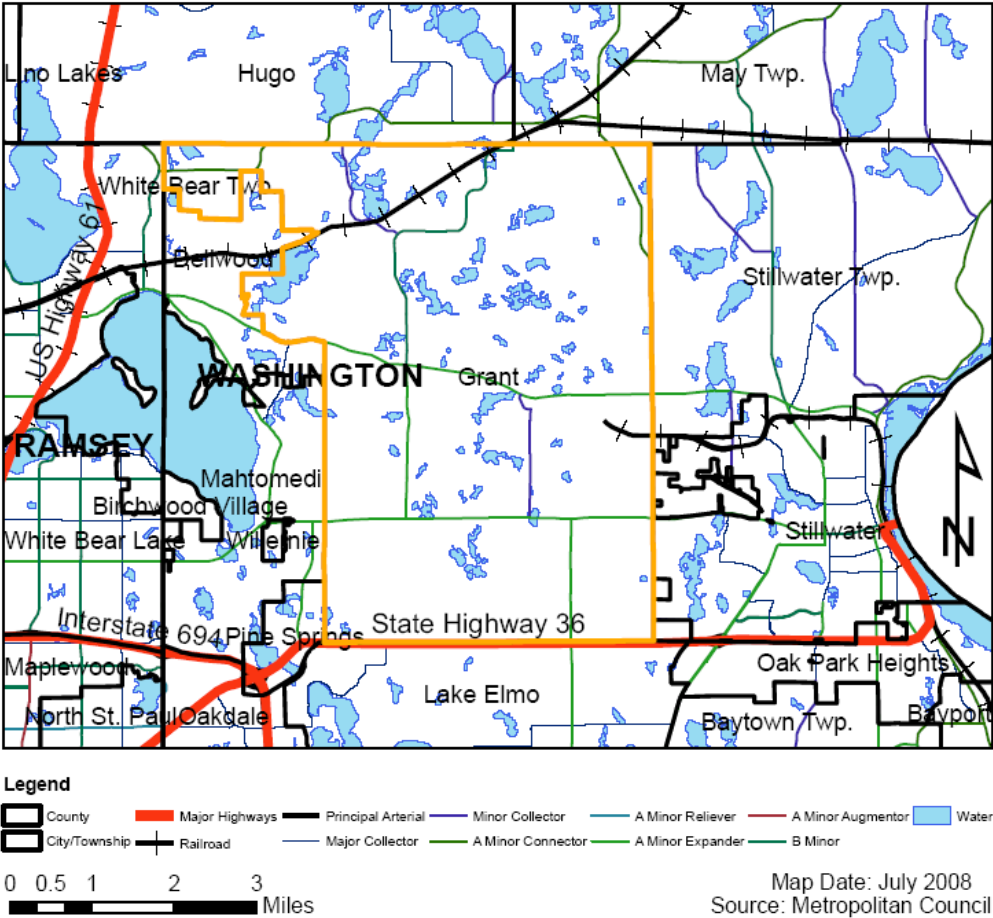 Lino Lakes
Hugo
May Twp.
White Bear Twp.
US Highway 61
Dellwood
Stillwater Twp.
WASHINGTON
Grant
RAMSEY
Mahtomedi
Birchwood Village
White Bear Lake
Willernie
Stillwater
N
Interstate 694
Pine Springs
State Highway 36
Maplewood
Oak Park Heights
Lake Elmo
North St. Paul
Oakdale
Baytown Twp.
Bayport
Legend
County
Major Highways
Principal Arterial
Minor Collector
A Minor Reliever
A Minor Augmentor
Water
City/Township
Railroad
Major Collector
A Minor Connector
A Minor Expander
B Minor
0 0.5 1 2 3
Miles
Map Date: July 2008
Source: Metropolitan Council